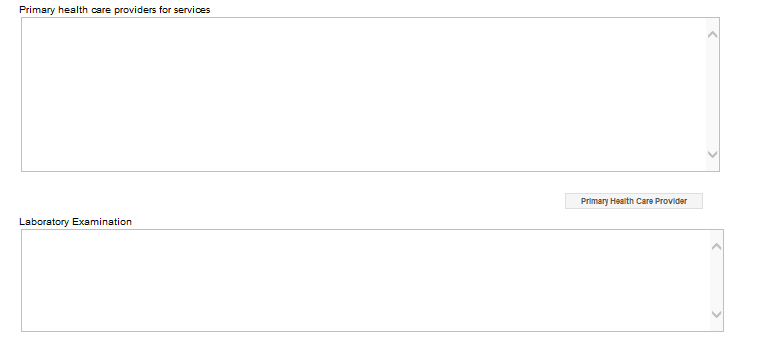 Primary health care providers for services
Primary Health Care Provider
Laboratory Examination